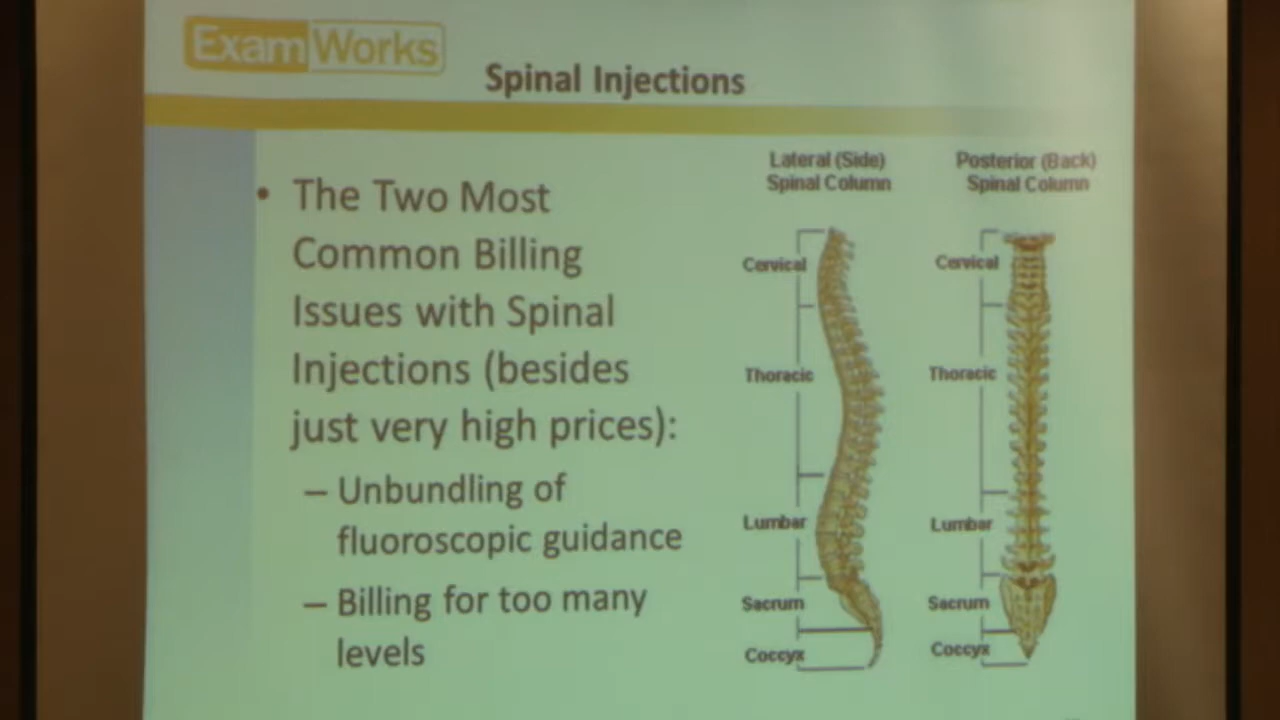 ExamWorks
Spinal Injections
• The Two Most
Common Billing
Issues with Spinal
Injections (besides
just very high prices):
– Unbundling of
fluoroscopic guidance
– Billing for too many
levels
Lateral (Side)
Spinal Column
Cervical
Thoracic
Lumbar
Sacrum
Coccyx
Posterior (Back)
Spinal Column
Cervical
Thoracic
Lumbar
Sacrum
Coccyx